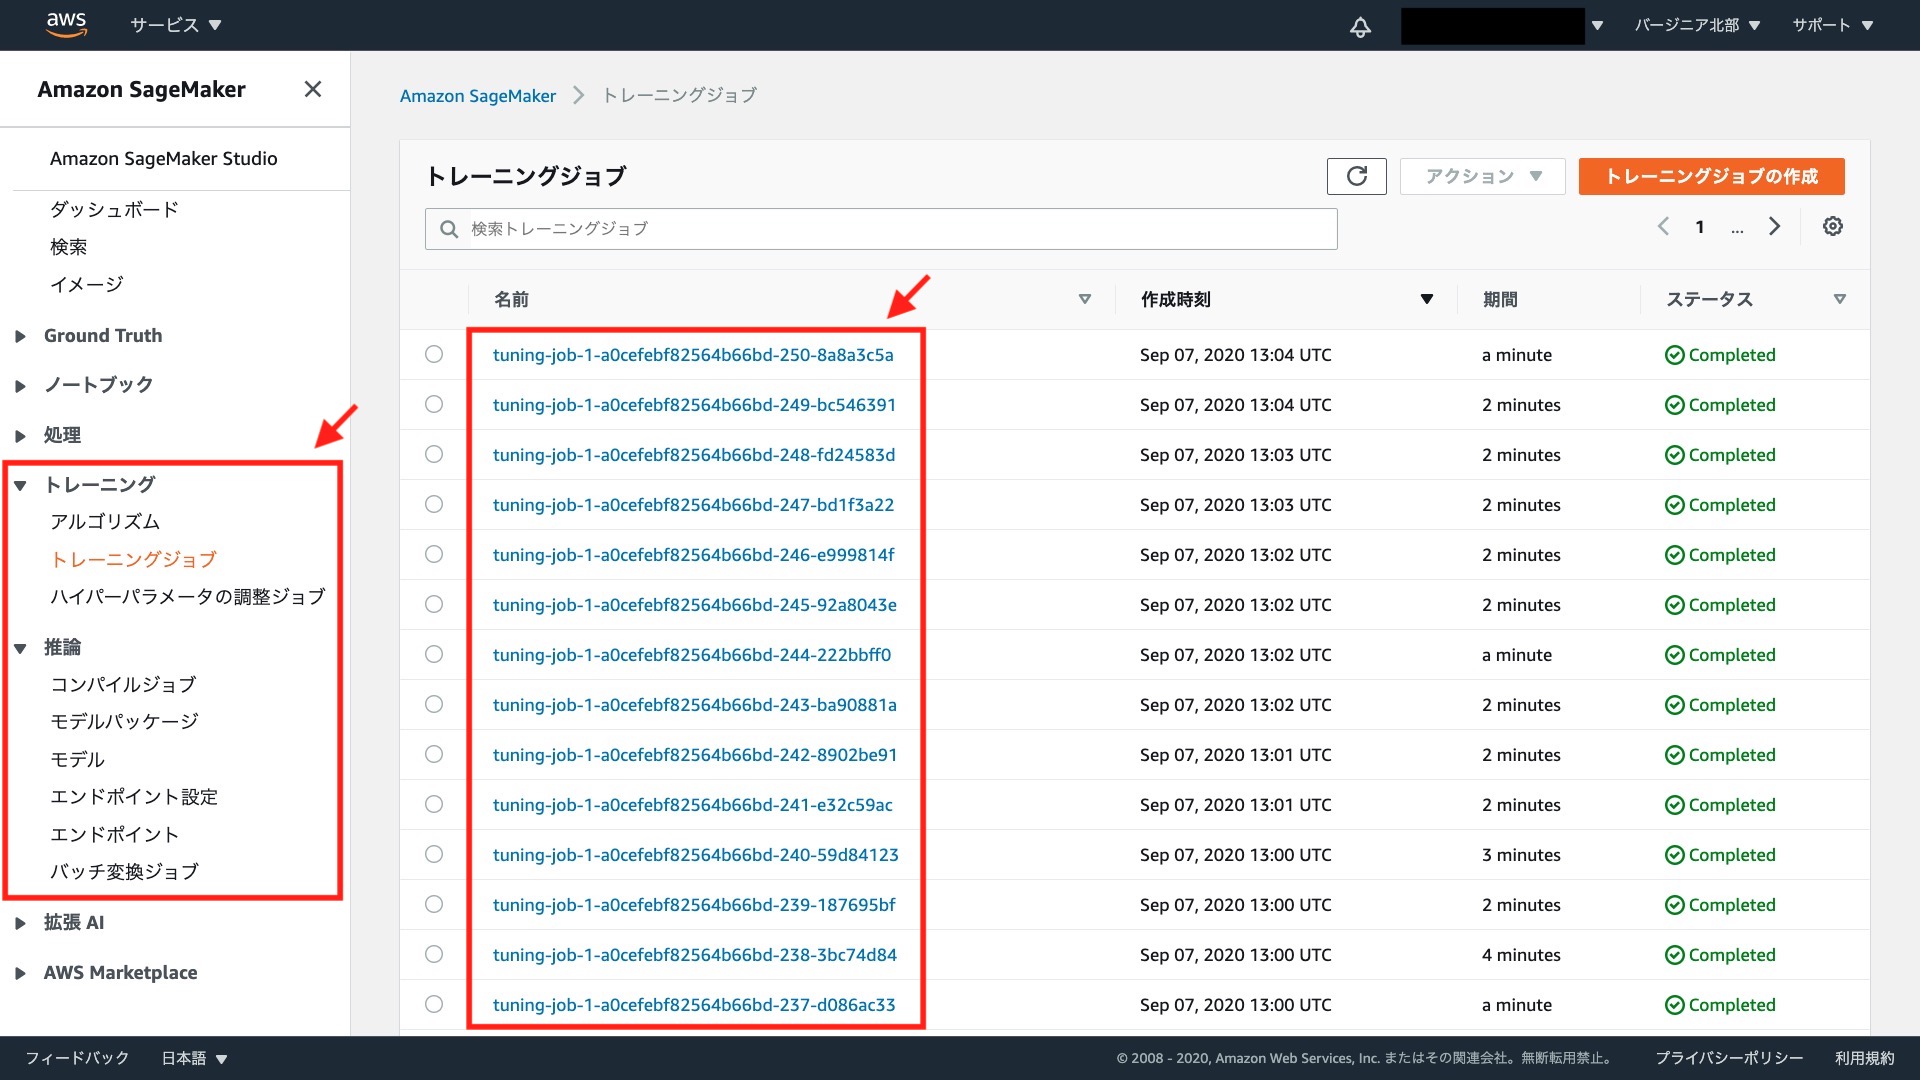 aws
サービス
バージニア北部
サポート
Amazon SageMaker
Amazon SageMaker Studio
ダッシュボード
検索
イメージ
Ground Truth
ノートブック
処理
トレーニング
アルゴリズム
トレーニングジョブ
ハイパーパラメータの調整ジョブ
推論
コンパイルジョブ
モデルパッケージ
モデル
エンドポイント設定
エンドポイント
バッチ変換ジョブ
拡張 AI
AWS Marketplace
Amazon SageMaker トレーニングジョブ
トレーニングジョブ
アクション
トレーニングジョブの作成
検索トレーニングジョブ
1 ...
名前 作成時刻 期間 ステータス
tuning-job-1-a0cefebf82564b66bd-250-8a8a3c5a Sep 07, 2020 13:04 UTC a minute Completed
tuning-job-1-a0cefebf82564b66bd-249-bc546391 Sep 07, 2020 13:04 UTC 2 minutes Completed
tuning-job-1-a0cefebf82564b66bd-248-fd24583d Sep 07, 2020 13:03 UTC 2 minutes Completed
tuning-job-1-a0cefebf82564b66bd-247-bd1f3a22 Sep 07, 2020 13:03 UTC 2 minutes Completed
tuning-job-1-a0cefebf82564b66bd-246-e999814f Sep 07, 2020 13:02 UTC 2 minutes Completed
tuning-job-1-a0cefebf82564b66bd-245-92a8043e Sep 07, 2020 13:02 UTC 2 minutes Completed
tuning-job-1-a0cefebf82564b66bd-244-222bbff0 Sep 07, 2020 13:02 UTC a minute Completed
tuning-job-1-a0cefebf82564b66bd-243-ba90881a Sep 07, 2020 13:02 UTC 2 minutes Completed
tuning-job-1-a0cefebf82564b66bd-242-8902be91 Sep 07, 2020 13:01 UTC 2 minutes Completed
tuning-job-1-a0cefebf82564b66bd-241-e32c59ac Sep 07, 2020 13:01 UTC 2 minutes Completed
tuning-job-1-a0cefebf82564b66bd-240-59d84123 Sep 07, 2020 13:00 UTC 3 minutes Completed
tuning-job-1-a0cefebf82564b66bd-239-187695bf Sep 07, 2020 13:00 UTC 2 minutes Completed
tuning-job-1-a0cefebf82564b66bd-238-3bc74d84 Sep 07, 2020 13:00 UTC 4 minutes Completed
tuning-job-1-a0cefebf82564b66bd-237-d086ac33 Sep 07, 2020 13:00 UTC a minute Completed
フィードバック 日本語 © 2008 - 2020, Amazon Web Services, Inc. またはその関連会社。無断転用禁止。 プライバシーポリシー 利用規約